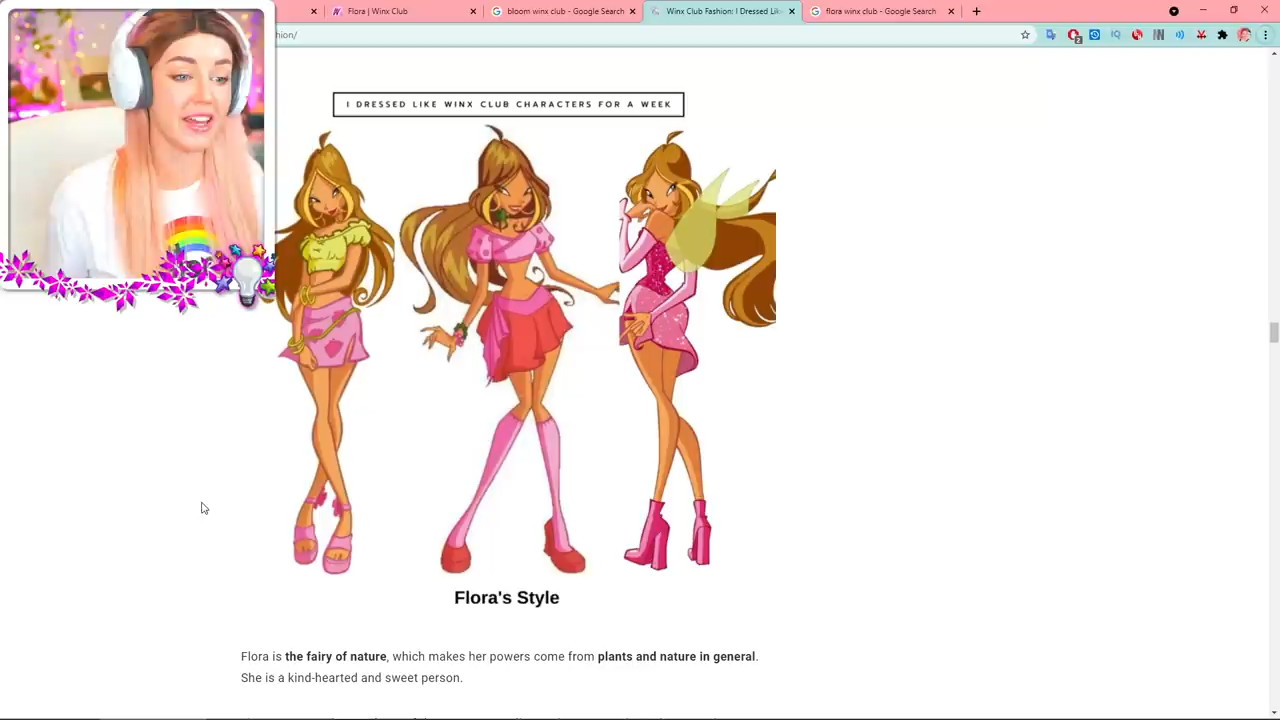 Flora | Winx Club
bloom winx club - Google Search
Winx Club Fashion: I Dressed Lik
flora winx club - Google Search
hion/
2
I DRESSED LIKE WINX CLUB CHARACTERS FOR A WEEK
Flora's Style
Flora is the fairy of nature, which makes her powers come from plants and nature in general.
She is a kind-hearted and sweet person.